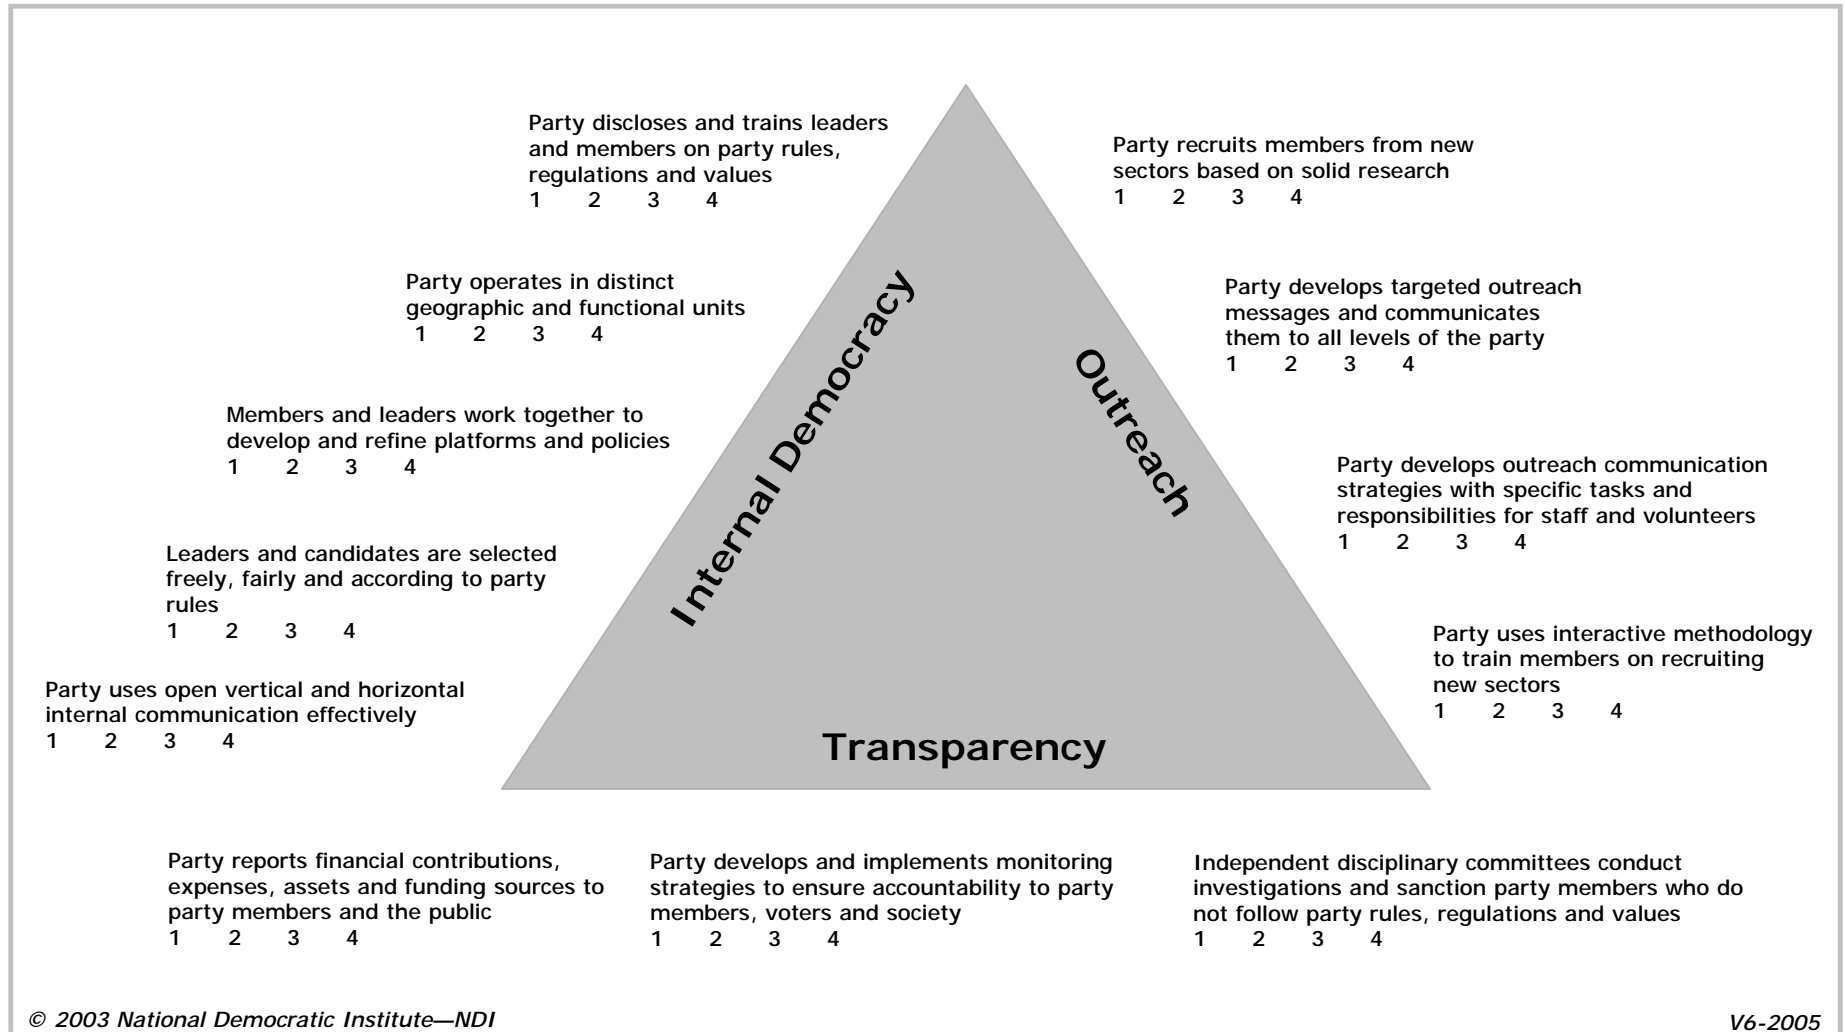 Party discloses and trains leaders
and members on party rules,
regulations and values
1 2 3 4
Party operates in distinct
geographic and functional units
1 2 3 4
Members and leaders work together to
develop and refine platforms and policies
1 2 3 4
Leaders and candidates are selected
freely, fairly and according to party
rules
1 2 3 4
Party uses open vertical and horizontal
internal communication effectively
1 2 3 4
Internal Democracy
Outreach
Transparency
Party recruits members from new
sectors based on solid research
1 2 3 4
Party develops targeted outreach
messages and communicates
them to all levels of the party
1 2 3 4
Party develops outreach communication
strategies with specific tasks and
responsibilities for staff and volunteers
1 2 3 4
Party uses interactive methodology
to train members on recruiting
new sectors
1 2 3 4
Party reports financial contributions,
expenses, assets and funding sources to
party members and the public
1 2 3 4
Party develops and implements monitoring
strategies to ensure accountability to party
members, voters and society
1 2 3 4
Independent disciplinary committees conduct
investigations and sanction party members who do
not follow party rules, regulations and values
1 2 3 4
© 2003 National Democratic Institute—NDI
V6-2005